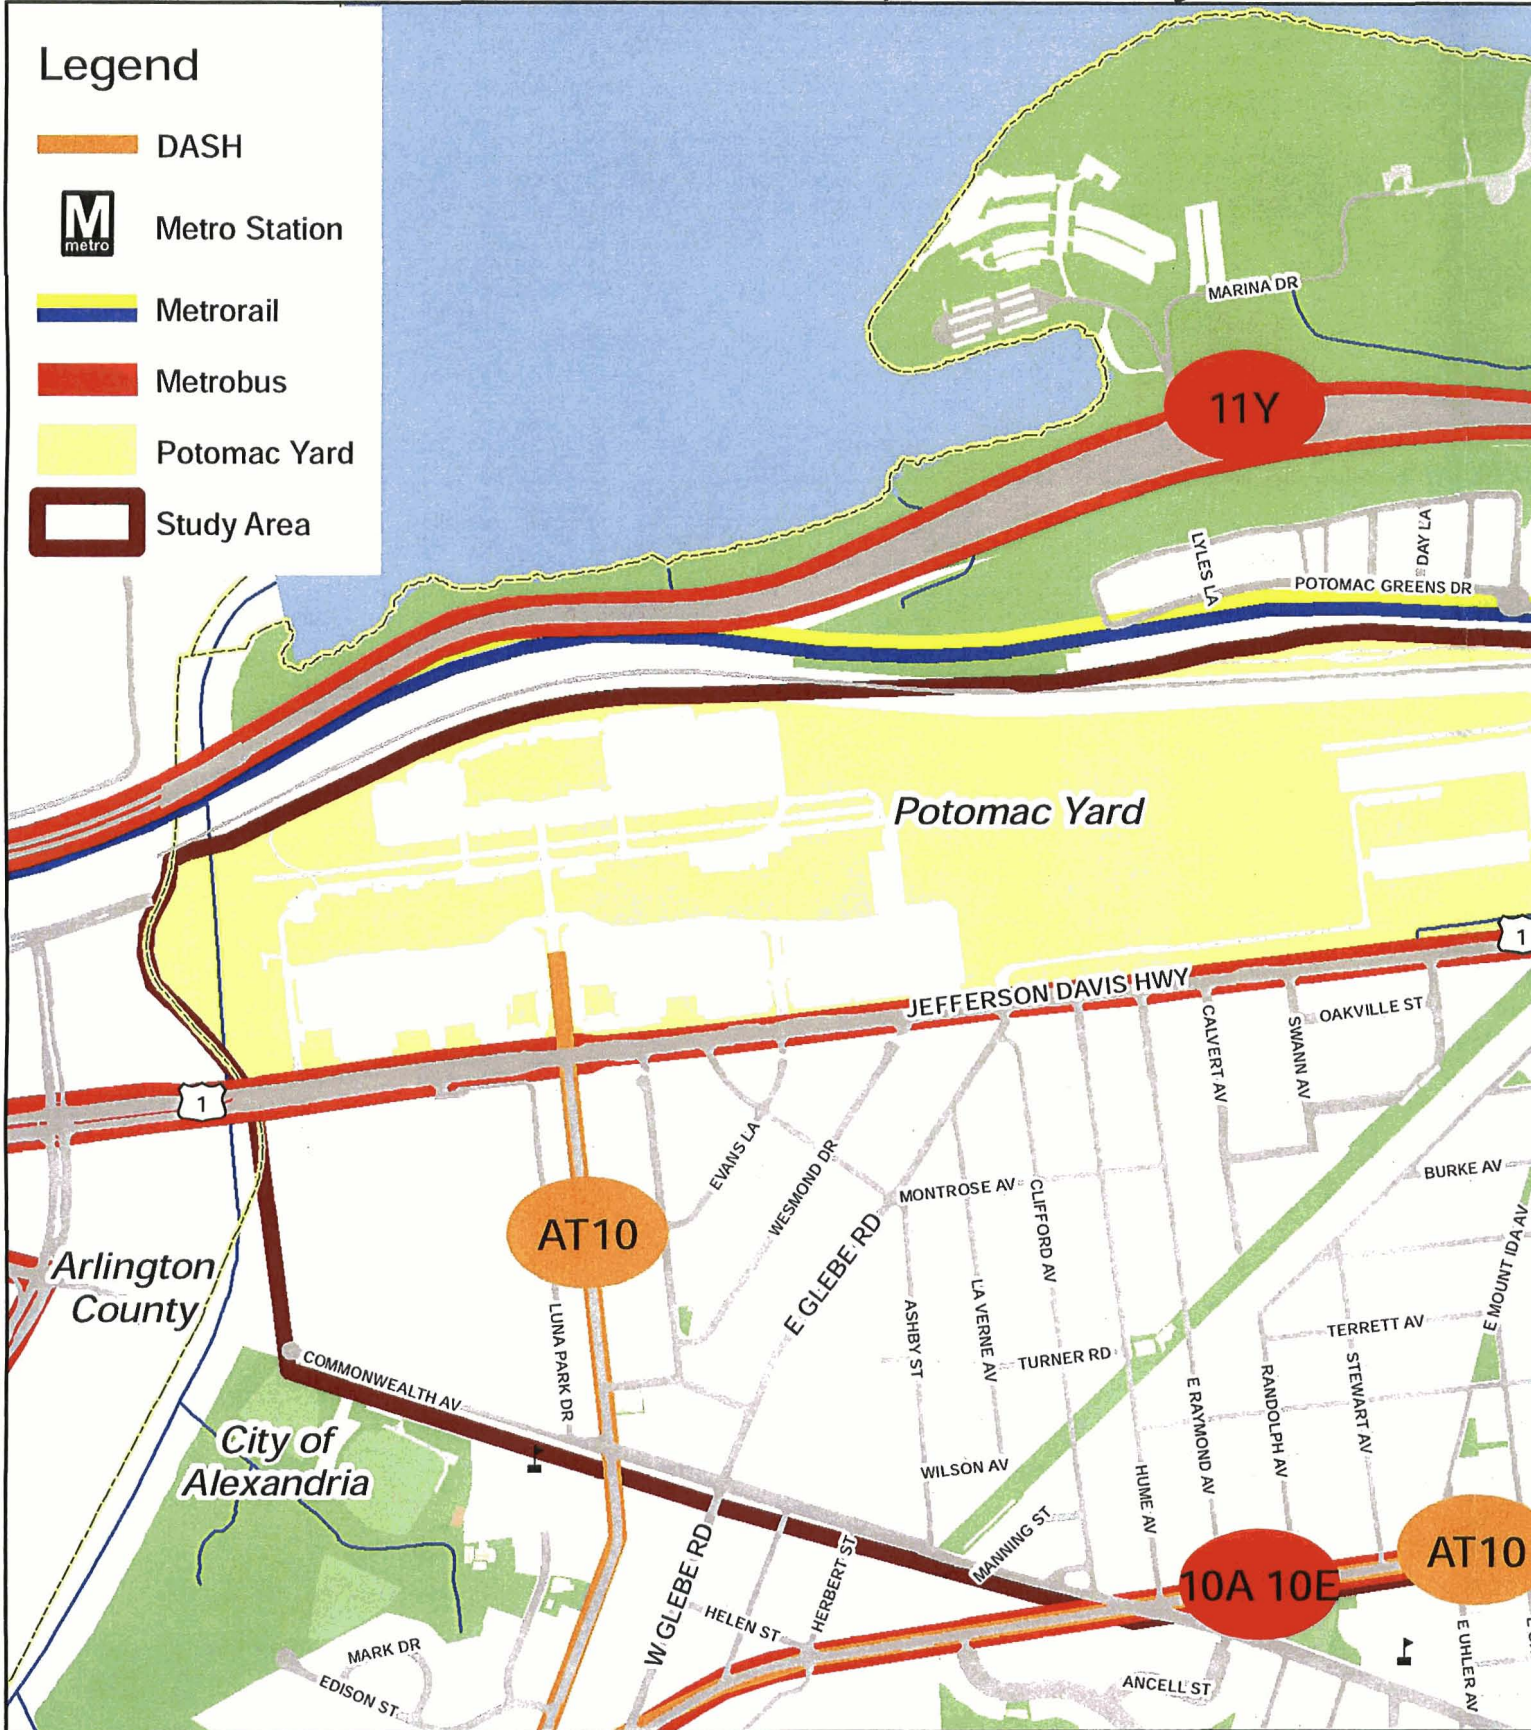 Legend
DASH
M
metro
Metro Station
Metrorail
Metrobus
Potomac Yard
Study Area
MARINA DR
11Y
LYLES LA
DAY LA
POTOMAC GREENS DR
Potomac Yard
1
JEFFERSON DAVIS HWY
OAKVILLE ST
CALVERT AV
SWANN AV
1
EVANS LA
WESMOND DR
MONTROSE AV
CLIFFORD AV
BURKE AV
E MOUNT IDA AV
AT10
E GLEBE RD
Arlington
County
LUNA PARK DR
ASHBY ST
LA VERNE AV
TURNER RD
TERRETT AV
COMMONWEALTH AV
E RAYMOND AV
RANDOLPH AV
STEWART AV
City of
Alexandria
WILSON AV
HUME AV
MANNING ST
W GLEBE RD
HERBERT ST
HELEN ST
10A 10E
AT10
MARK DR
EDISON ST
ANCELL ST
E UHLER AV